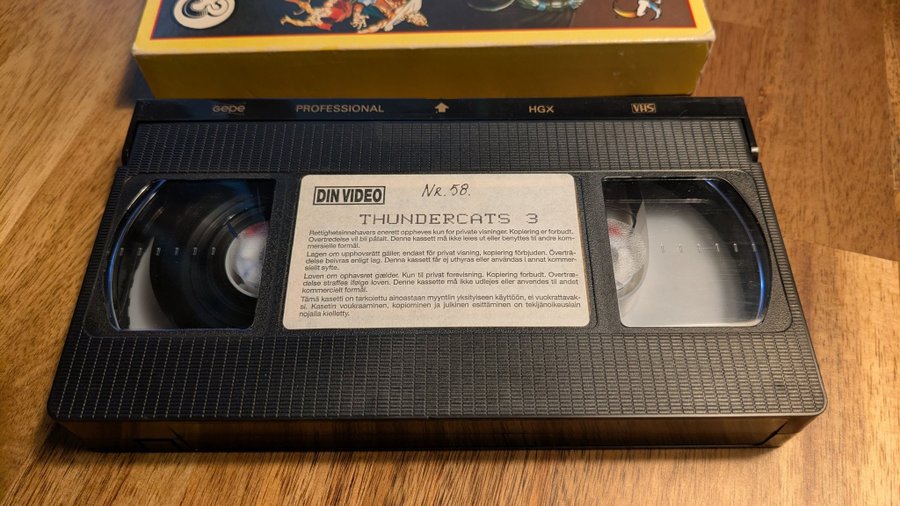 3
Gepe PROFESSIONAL HGX VHS
DIN VIDEO Nr. 58.
THUNDERCATS 3
Rettighetsinnehavers enerett oppheves kun for private visninger. Kopiering er forbudt.
Overtredelse vil bli påtalt. Denne kassett må ikke leies ut eller benyttes til andre kom-
mersielle formål.
Lagen om upphovsrätt gäller, endast för privat visning, kopiering förbjuden. Överträ-
delse beivras enligt lag. Denna kassett får ej uthyras eller användas i annat kommer-
siellt syfte.
Loven om ophavsret gælder. Kun til privat forevisning. Kopiering forbudt. Overtræ-
delse straffes ifølge loven. Denne kassette må ikke udlejes eller anvendes til andet
kommercielt formål.
Tämä kasetti on tarkoitettu ainoastaan myyntiin yksityiseen käyttöön, ei vuokrattavak-
si. Kasetin vuokraaminen, kopioiminen ja julkinen esittäminen on tekijänoikeuslain
nojalla kielletty.